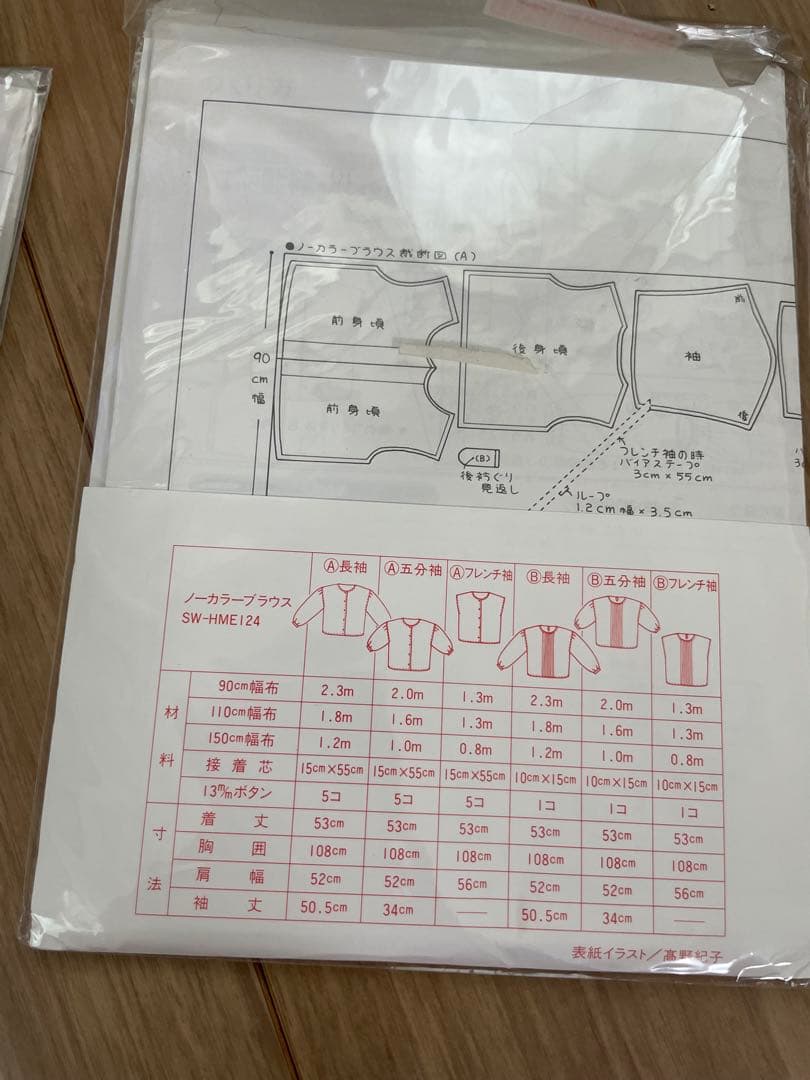 ●ノーカラーブラウス裁断図(A)
90cm幅
前身頃
前身頃
後身頃
袖
前
後
(B)
後衿ぐり
見返し
フレンチ袖の時
バイアステープ
3cm×55cm
ループ
1.2cm幅×3.5cm
ノーカラーブラウス
SW-HME124
Ⓐ長袖 Ⓐ五分袖 Ⓐフレンチ袖 Ⓑ長袖 Ⓑ五分袖 Ⓑフレンチ袖
材料
90cm幅布 2.3m 2.0m 1.3m 2.3m 2.0m 1.3m
110cm幅布 1.8m 1.6m 1.3m 1.8m 1.6m 1.3m
150cm幅布 1.2m 1.0m 0.8m 1.2m 1.0m 0.8m
接着芯 15cm×55cm 15cm×55cm 15cm×55cm 10cm×15cm 10cm×15cm 10cm×15cm
13m/mボタン 5コ 5コ 5コ 1コ 1コ 1コ
寸法
着丈 53cm 53cm 53cm 53cm 53cm 53cm
胸囲 108cm 108cm 108cm 108cm 108cm 108cm
肩幅 52cm 52cm 56cm 52cm 52cm 56cm
袖丈 50.5cm 34cm — 50.5cm 34cm —
表紙イラスト/髙野紀子